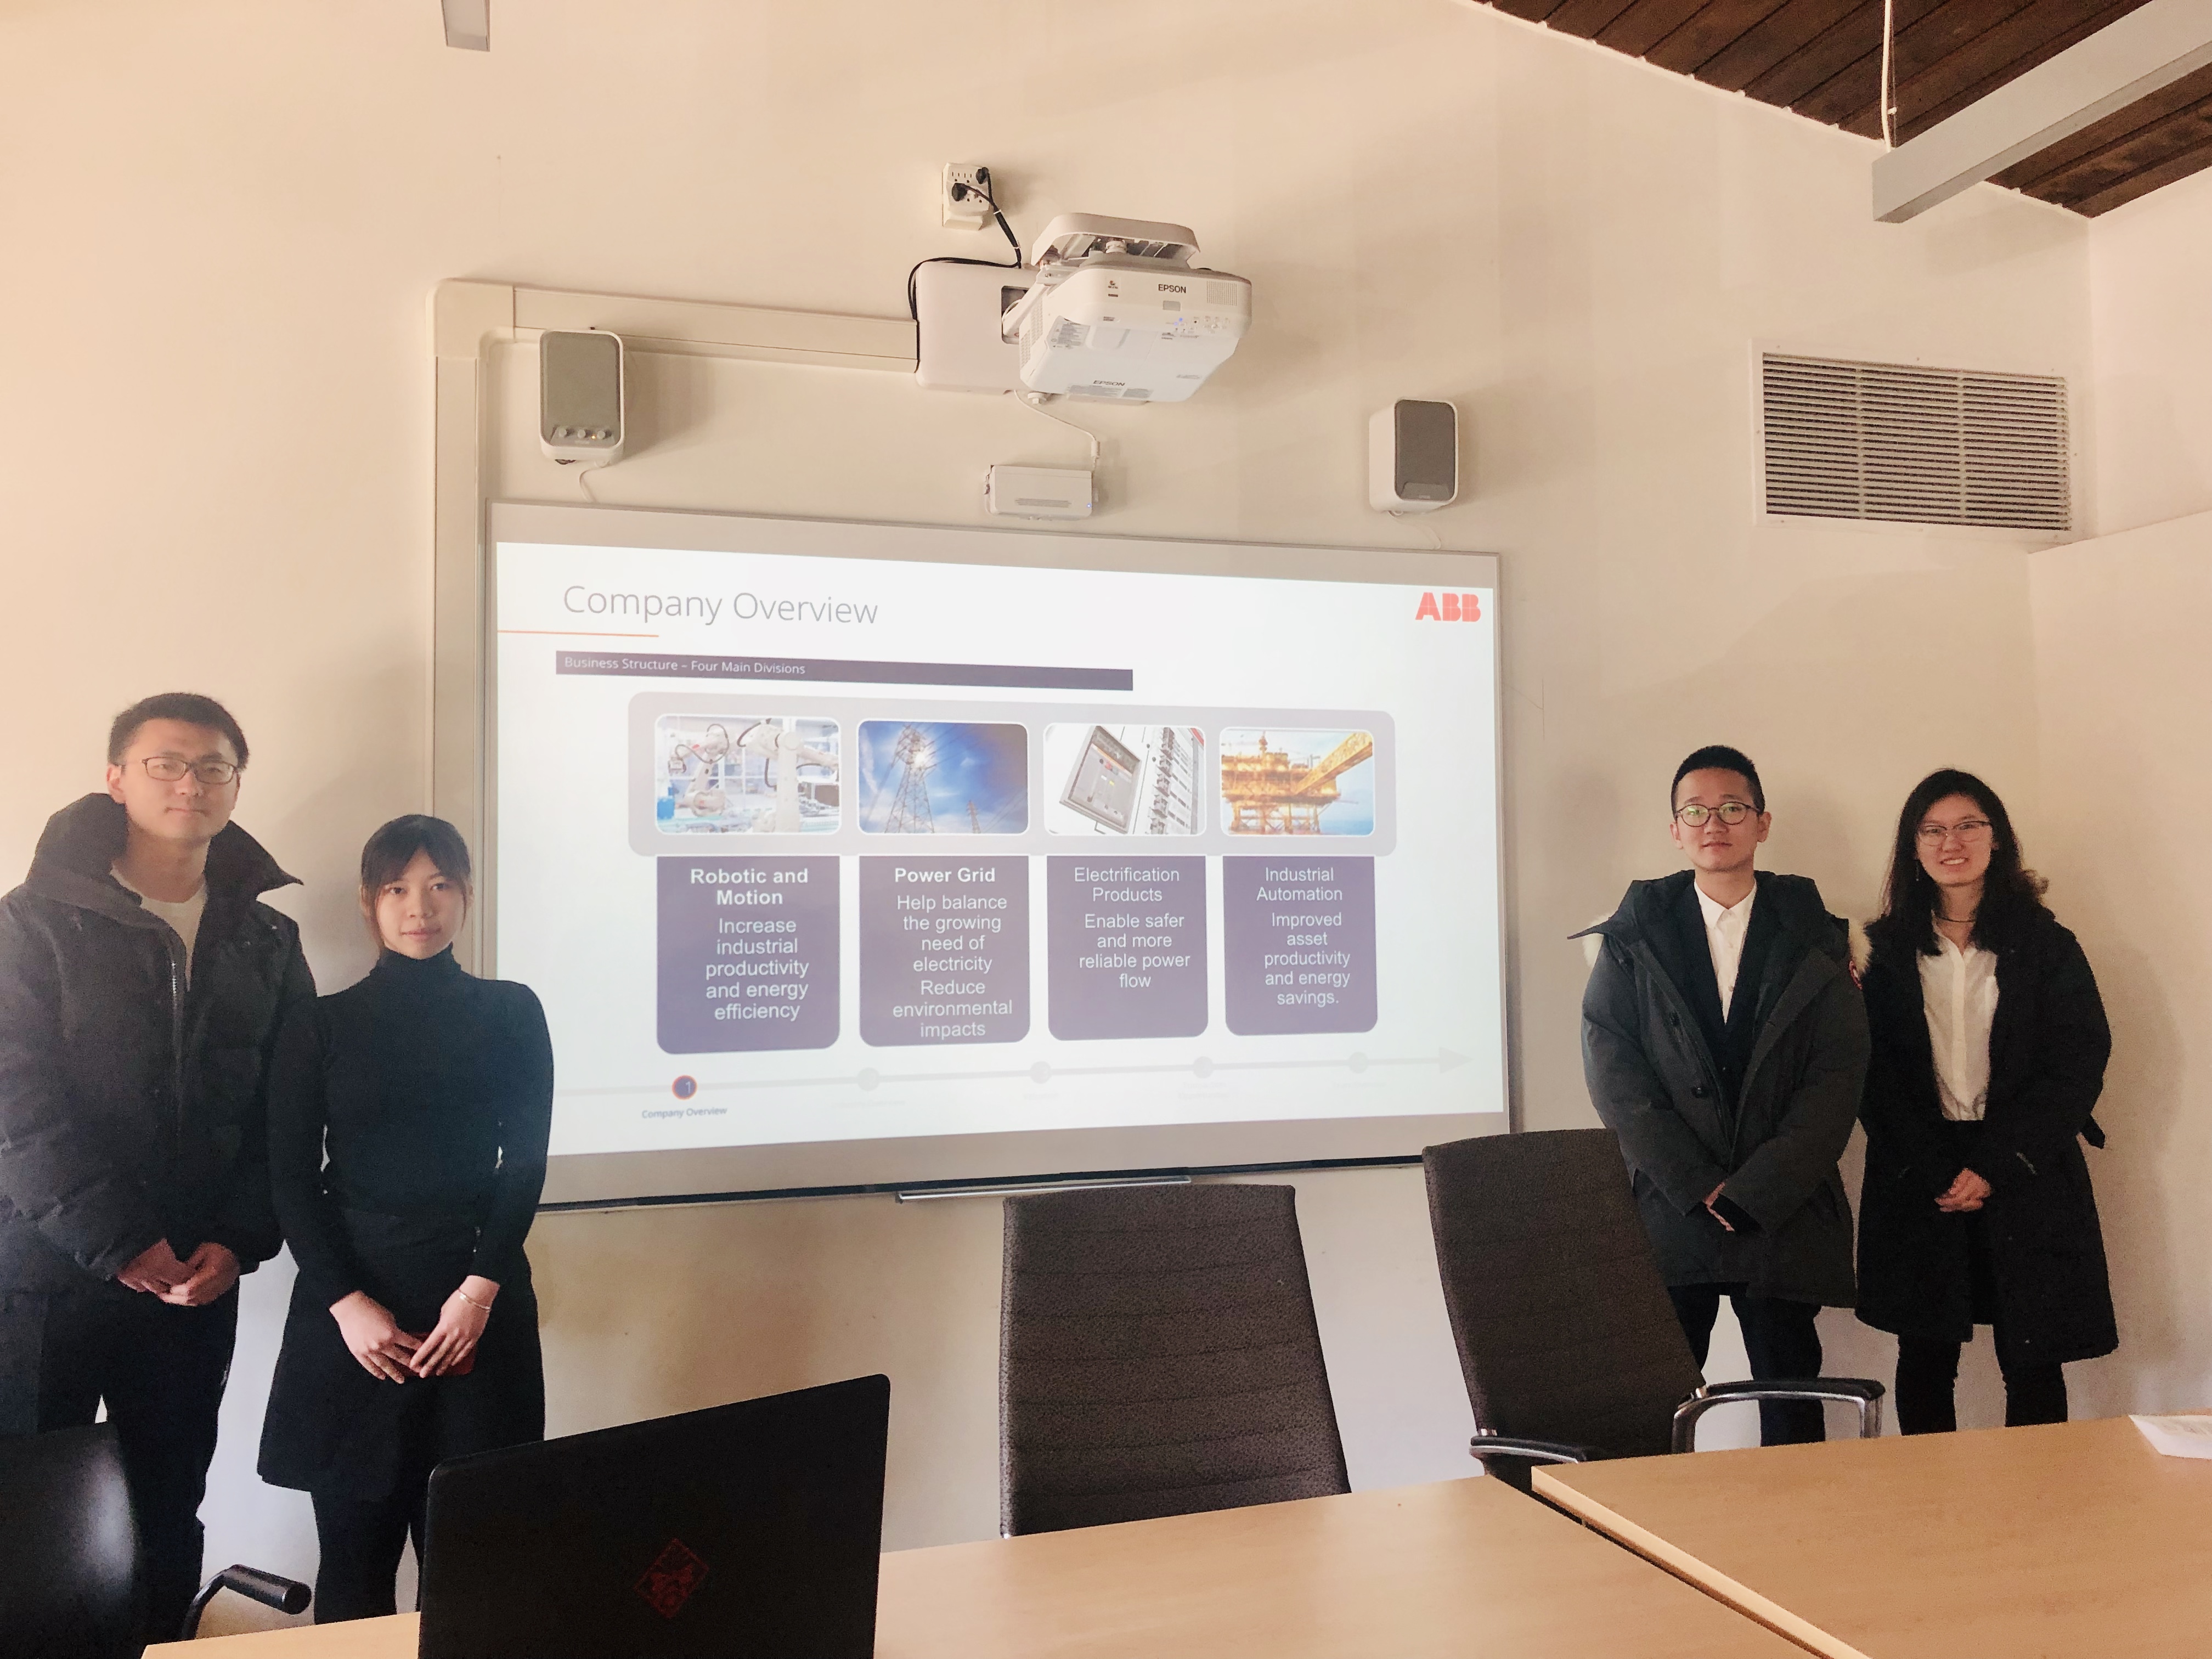 EPSON
EPSON
Company Overview
ABB
Business Structure – Four Main Divisions
Robotic and
Motion
Increase
industrial
productivity
and energy
efficiency
Power Grid
Help balance
the growing
need of
electricity
Reduce
environmental
impacts
Electrification
Products
Enable safer
and more
reliable power
flow
Industrial
Automation
Improved
asset
productivity
and energy
savings.
1
Company Overview